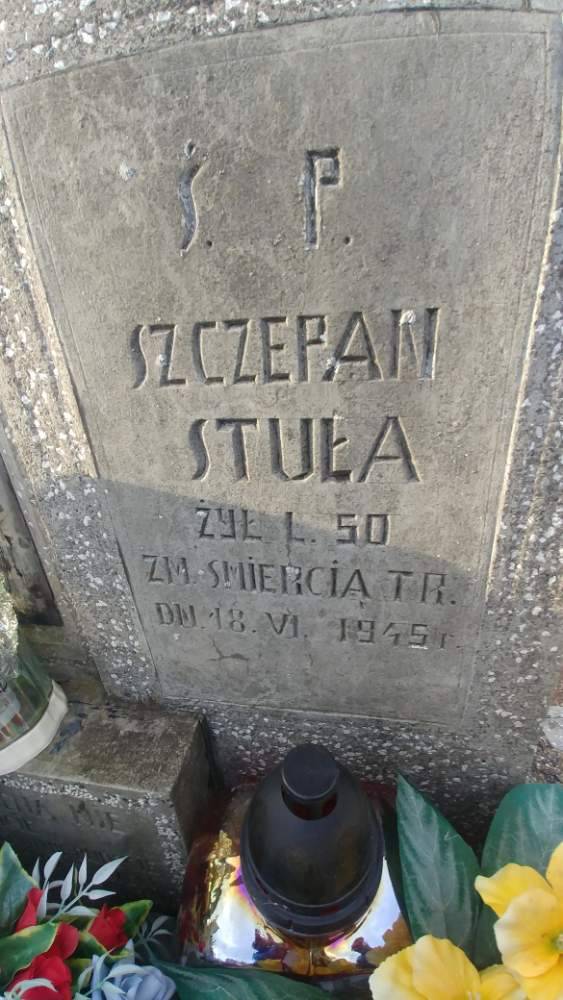 Ś. P.
SZCZEPAN
STUŁA
ŻYŁ L. 50
ZM. ŚMIERCIĄ TR.
DN. 18. VI. 1945 r.